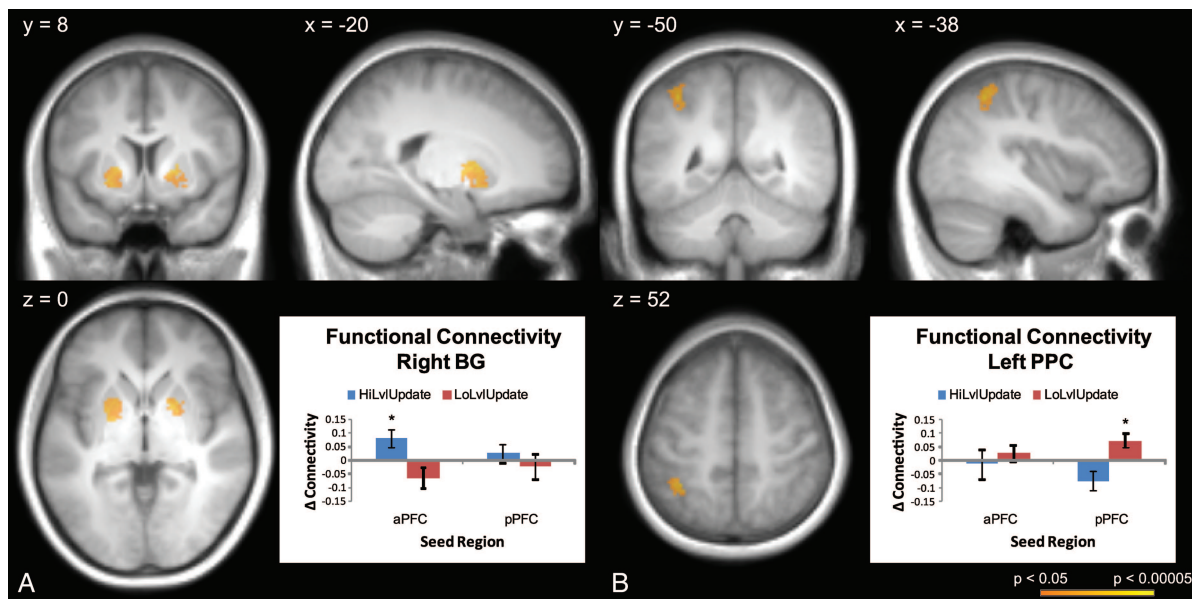 y = 8
x = -20
y = -50
x = -38
z = 0
Functional Connectivity
Right BG
HiLvlUpdate LoLvlUpdate
Δ Connectivity
0.15
0.1
0.05
0
-0.05
-0.1
-0.15
*
aPFC pPFC
Seed Region
A
z = 52
Functional Connectivity
Left PPC
HiLvlUpdate LoLvlUpdate
Δ Connectivity
0.15
0.1
0.05
0
-0.05
-0.1
-0.15
*
aPFC pPFC
Seed Region
B
p < 0.05 p < 0.00005